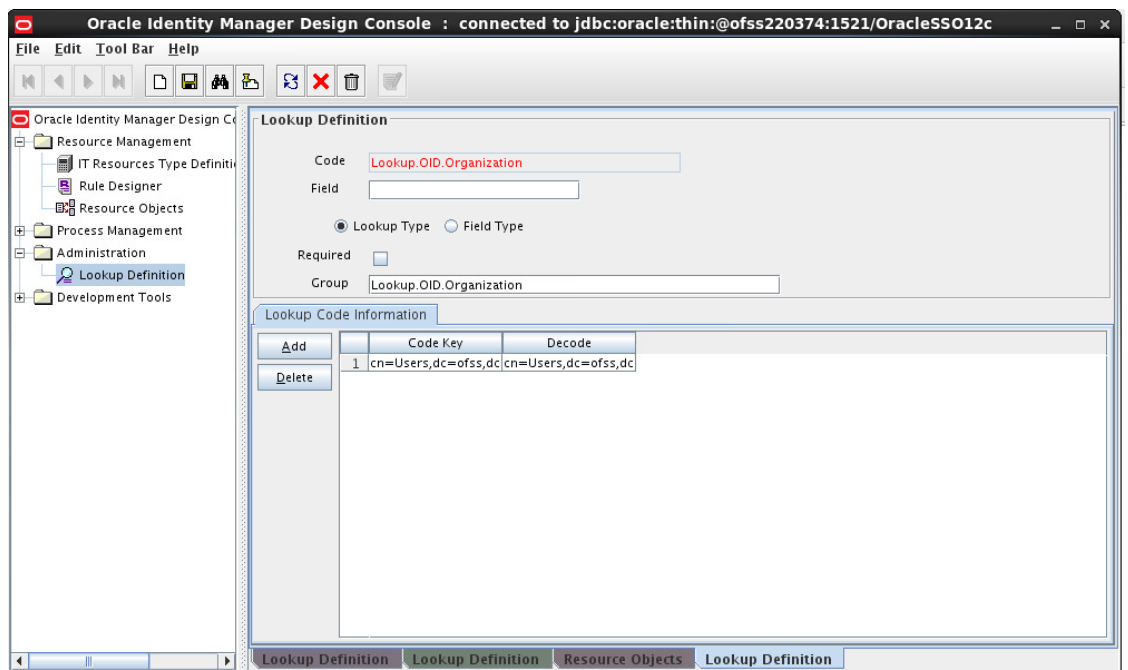 Oracle Identity Manager Design Console : connected to jdbc:oracle:thin:@ofss220374:1521/OracleSSO12c
File Edit Tool Bar Help
Oracle Identity Manager Design Co
Resource Management
IT Resources Type Definiti
Rule Designer
Resource Objects
Process Management
Administration
Lookup Definition
Development Tools
Lookup Definition
Code Lookup.OID.Organization
Field
Lookup Type Field Type
Required
Group Lookup.OID.Organization
Lookup Code Information
Add
Delete
Code Key Decode
1 cn=Users,dc=ofss,dc cn=Users,dc=ofss,dc
Lookup Definition Lookup Definition Resource Objects Lookup Definition